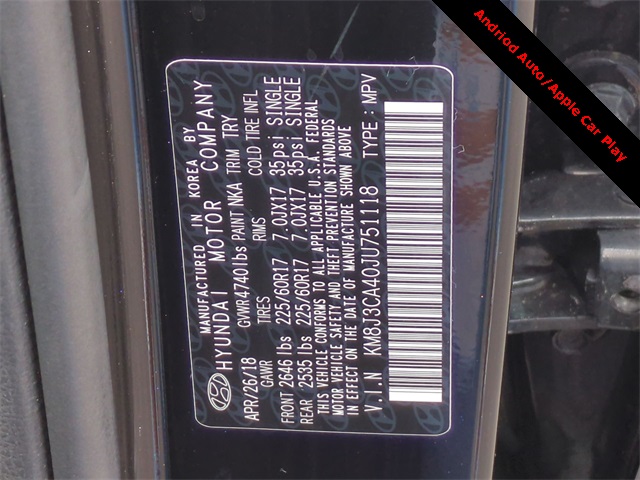 MANUFACTURED IN KOREA BY
HYUNDAI MOTOR COMPANY
APR/26/18 GVWR4740lbs PAINT NKA TRIM TRY
GAWR TIRES RIMS COLD TIRE INFL
FRONT 2646 lbs 225/60R17 7.0JX17 35psi SINGLE
REAR 2535 lbs 225/60R17 7.0JX17 35psi SINGLE
THIS VEHICLE CONFORMS TO ALL APPLICABLE U.S.A. FEDERAL
MOTOR VEHICLE SAFETY AND THEFT PREVENTION STANDARDS
IN EFFECT ON THE DATE OF MANUFACTURE SHOWN ABOVE
V.I.N KM8J3CA40JU751118 TYPE : MPV
Andriod Auto/Apple Car Play